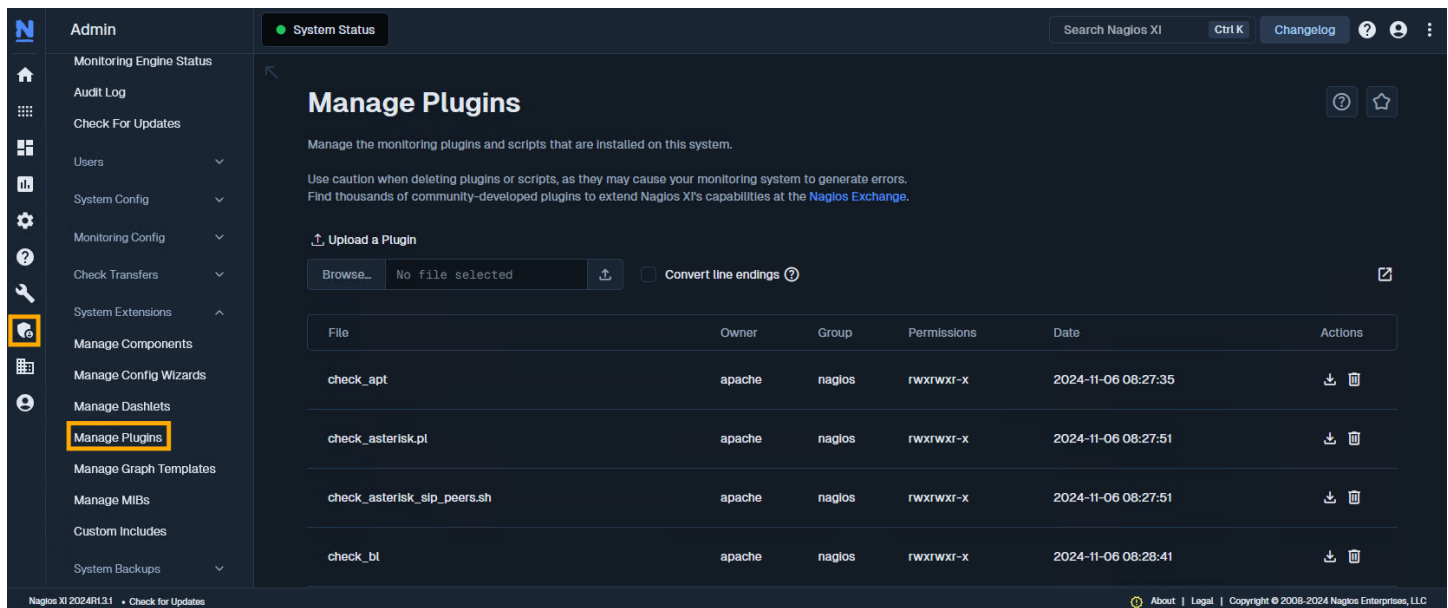 Admin
System Status
Search Nagios XI
Ctrl K
Changelog
Monitoring Engine Status
Audit Log
Check For Updates
Users
System Config
Monitoring Config
Check Transfers
System Extensions
Manage Components
Manage Config Wizards
Manage Dashlets
Manage Plugins
Manage Graph Templates
Manage MIBs
Custom Includes
System Backups
Manage Plugins
Manage the monitoring plugins and scripts that are installed on this system.
Use caution when deleting plugins or scripts, as they may cause your monitoring system to generate errors.
Find thousands of community-developed plugins to extend Nagios XI's capabilities at the Nagios Exchange.
Upload a Plugin
Browse... No file selected
Convert line endings
File Owner Group Permissions Date Actions
check_apt apache nagios rwxrwxr-x 2024-11-06 08:27:35
check_asterisk.pl apache nagios rwxrwxr-x 2024-11-06 08:27:51
check_asterisk_sip_peers.sh apache nagios rwxrwxr-x 2024-11-06 08:27:51
check_bl apache nagios rwxrwxr-x 2024-11-06 08:28:41
Nagios XI 2024R1.3.1 • Check for Updates
About | Legal | Copyright © 2008-2024 Nagios Enterprises, LLC